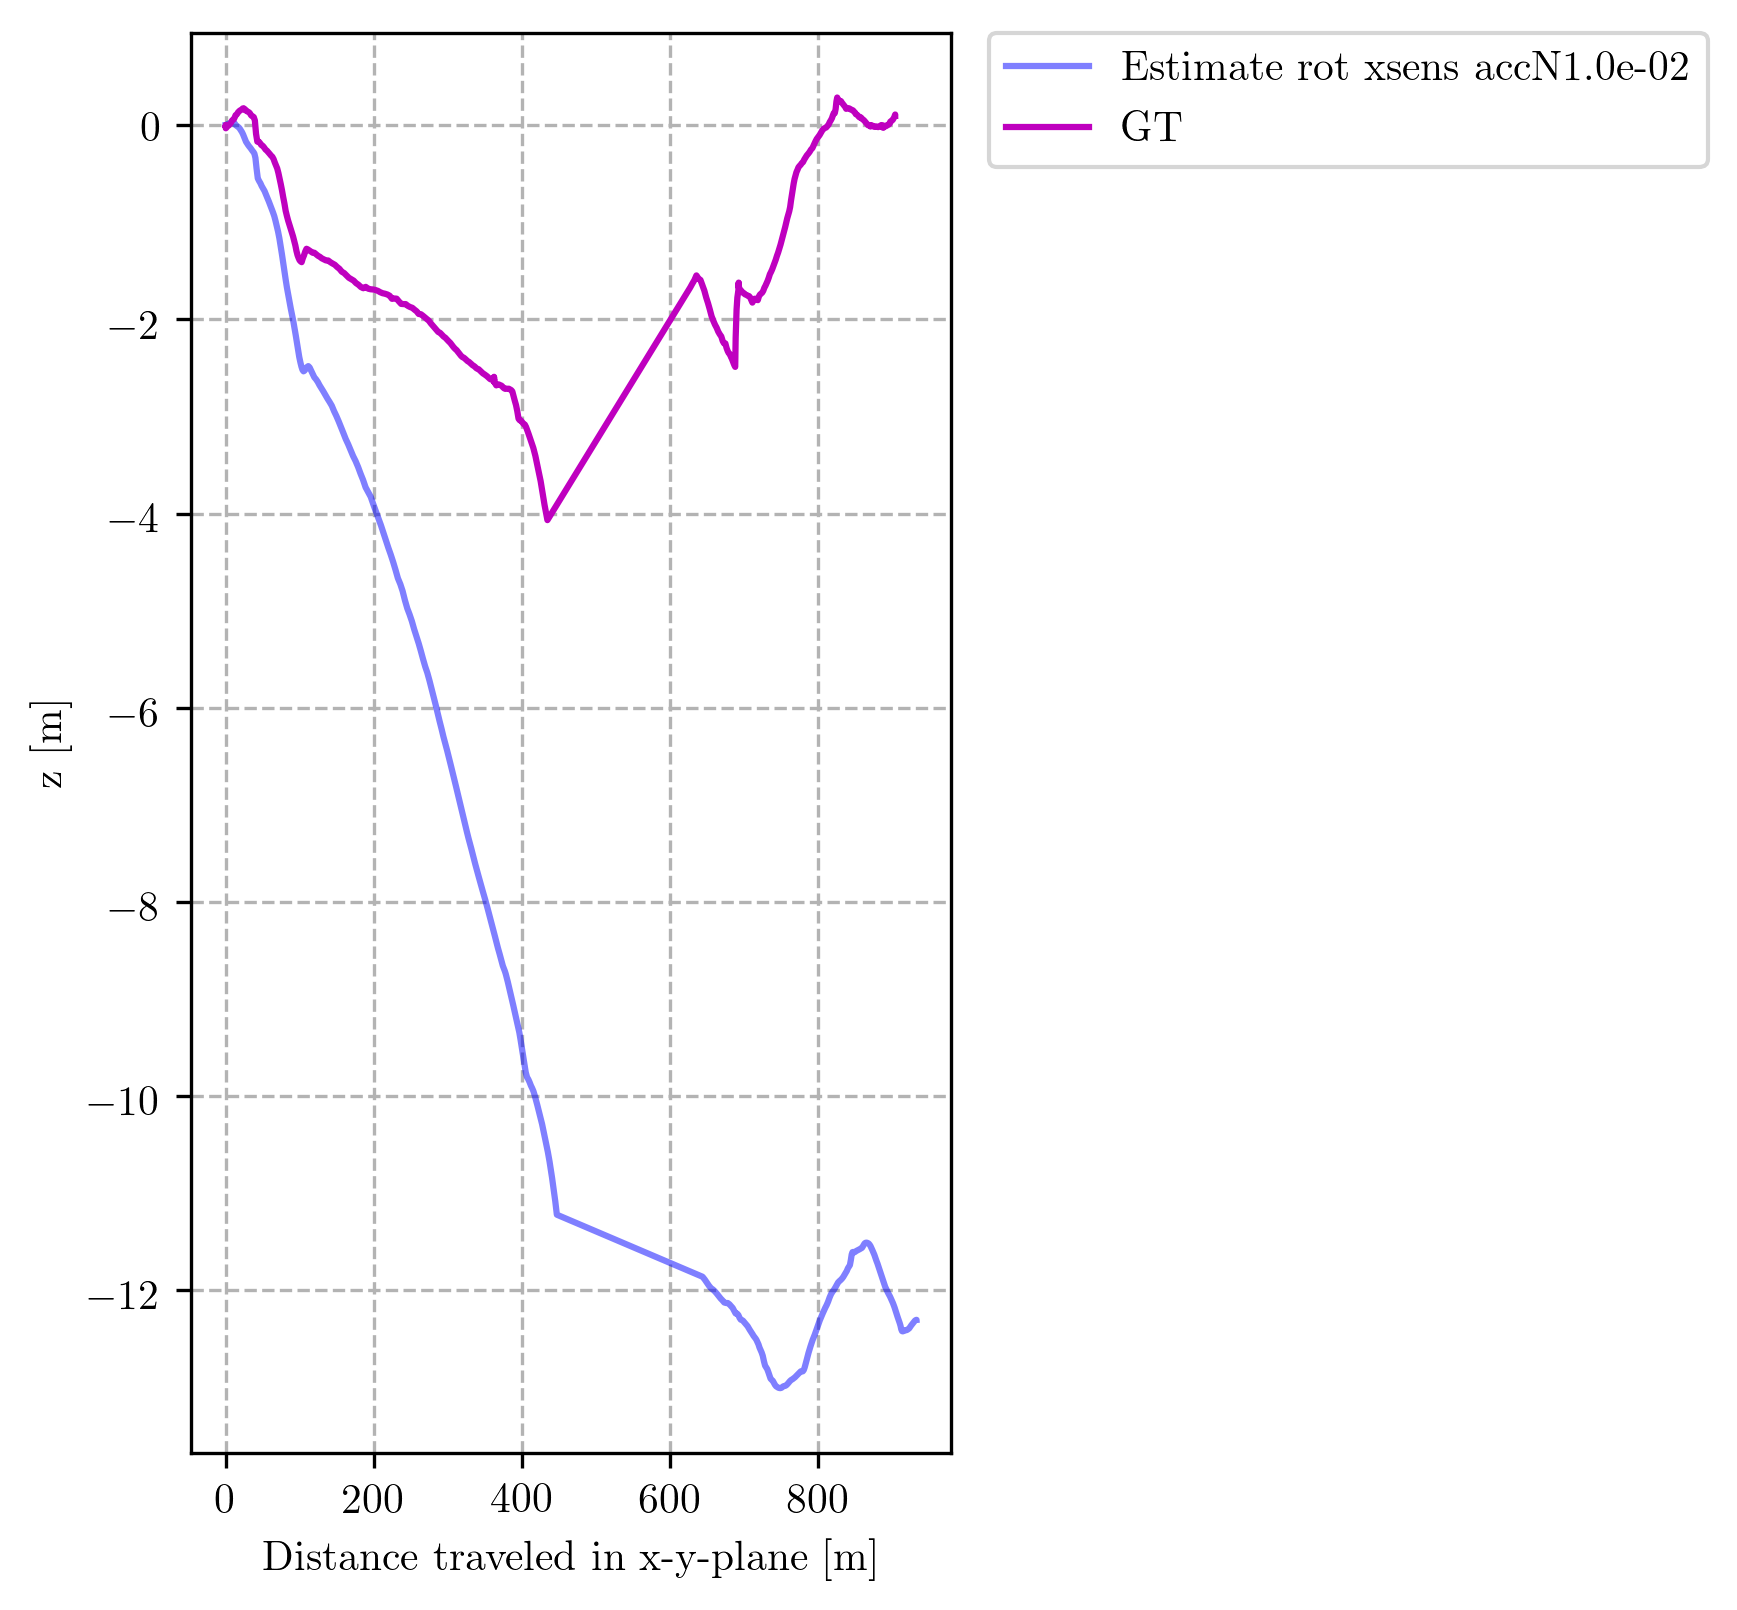 Estimate rot xsens accN1.0e-02
GT
0
−2
−4
−6
−8
−10
−12
z [m]
0 200 400 600 800
Distance traveled in x-y-plane [m]